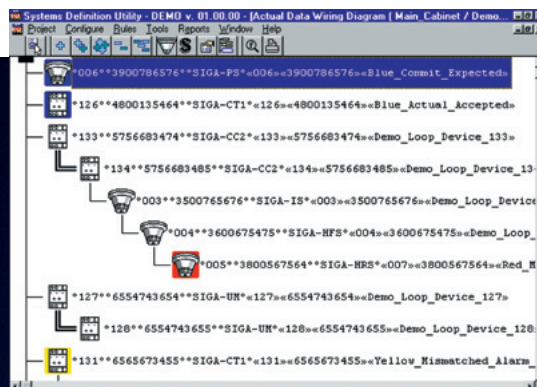 Systems Definition Utility - DEMO v. 01.00.00 - [Actual Data Wiring Diagram ( Main_Cabinet / Demo...
Project Configure Rules Tools Reports Window Help
*006**3900786576**SIGA-PS*«006»«3900786576»«Blue_Commit_Expected»
*126**4800135464**SIGA-CT1*«126»«4800135464»«Blue_Actual_Accepted»
*133**5756683474**SIGA-CC2*«133»«5756683474»«Demo_Loop_Device_133»
*134**5756683485**SIGA-CC2*«134»«5756683485»«Demo_Loop_Device_13
*003**3500765676**SIGA-IS*«003»«3500765676»«Demo_Loop_Device
*004**3600675475**SIGA-HFS*«004»«3600675475»«Demo_Loop_
*005**3800567564**SIGA-HRS*«007»«3800567564»«Red_M
*127**6554743654**SIGA-UM*«127»«6554743654»«Demo_Loop_Device_127»
*128**6554743655**SIGA-UM*«128»«6554743655»«Demo_Loop_Device_128
*131**6565673455**SIGA-CT1*«131»«6565673455»«Yellow_Mismatched_Alarm_